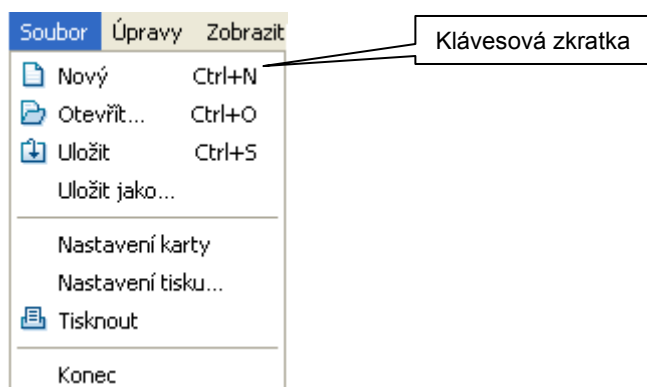 Soubor Úpravy Zobrazit
Klávesová zkratka
Nový Ctrl+N
Otevřít... Ctrl+O
Uložit Ctrl+S
Uložit jako...
Nastavení karty
Nastavení tisku...
Tisknout
Konec